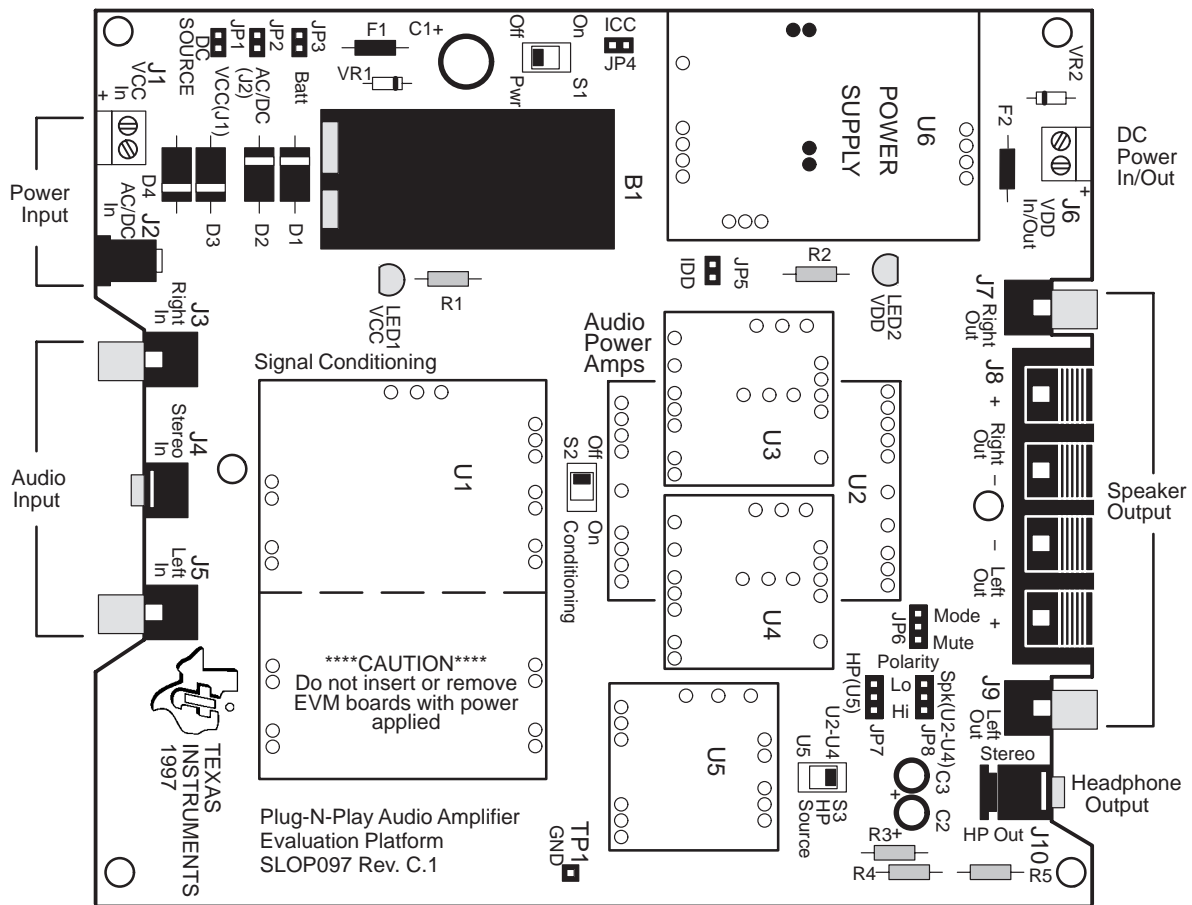 ICC
JP4
Off
On
Pwr
S1
C1+
F1
VR1
JP3
Batt
JP2
AC/DC
(J2)
JP1
VCC(J1)
DC
SOURCE
J1
VCC
In
+
Power
Input
D4
D3
D2
D1
J2
AC/DC
In
B1
U6
POWER
SUPPLY
VR2
F2
J6
VDD
In/Out
+
DC
Power
In/Out
LED1
VCC
R1
JP5
IDD
R2
LED2
VDD
J3
Right
In
J7
Right
Out
Signal Conditioning
Audio
Power
Amps
J4
Stereo
In
Audio
Input
J5
Left
In
U1
S2
Off
On
Conditioning
U3
U2
U4
J8
+
Right
Out
−
−
Left
Out
+
Speaker
Output
JP6
Mode
Mute
Polarity
HP(U5)
Lo
Hi
JP7
Spk(U2-U4)
JP8
J9
Left
Out
****CAUTION****
Do not insert or remove
EVM boards with power
applied
TEXAS
INSTRUMENTS
1997
U5
U2-U4
U5
S3
HP
Source
C3
+
C2
Stereo
HP Out
J10
Headphone
Output
Plug-N-Play Audio Amplifier
Evaluation Platform
SLOP097 Rev. C.1
TP1
GND
R3+
R4
R5